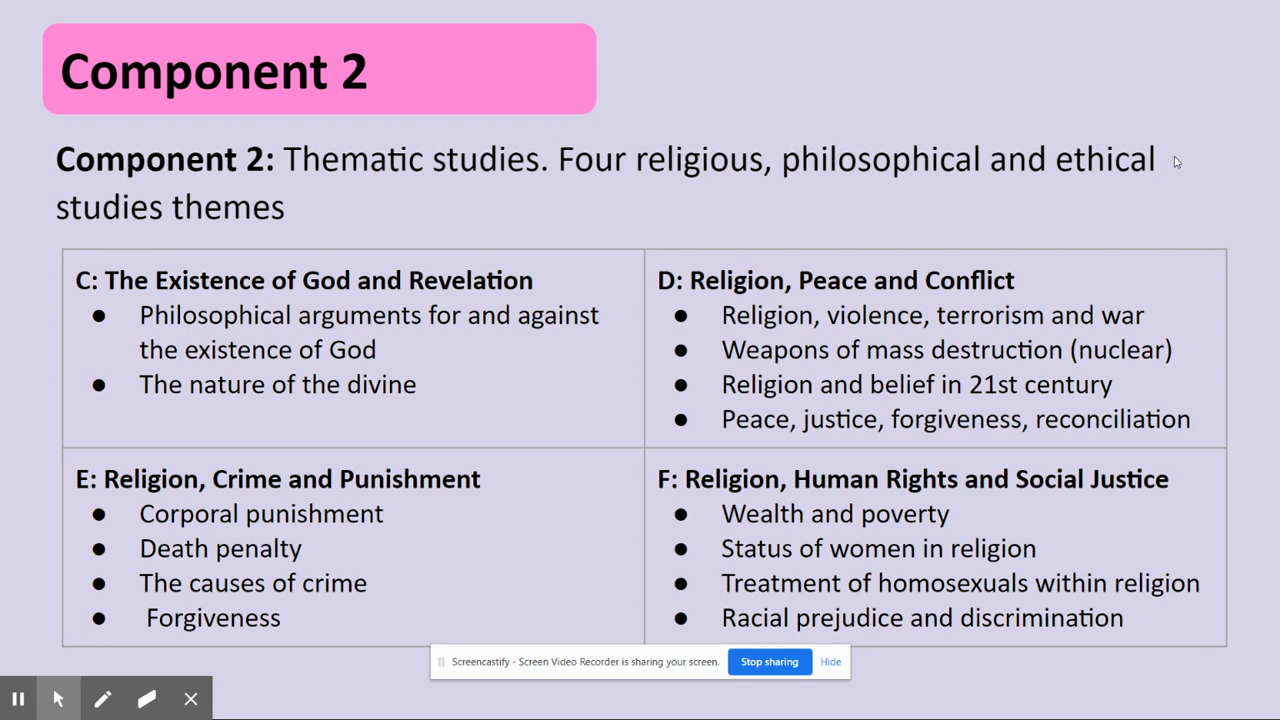 Component 2
Component 2: Thematic studies. Four religious, philosophical and ethical
studies themes
C: The Existence of God and Revelation
● Philosophical arguments for and against
the existence of God
● The nature of the divine
D: Religion, Peace and Conflict
● Religion, violence, terrorism and war
● Weapons of mass destruction (nuclear)
● Religion and belief in 21st century
● Peace, justice, forgiveness, reconciliation
E: Religion, Crime and Punishment
● Corporal punishment
● Death penalty
● The causes of crime
● Forgiveness
F: Religion, Human Rights and Social Justice
● Wealth and poverty
● Status of women in religion
● Treatment of homosexuals within religion
● Racial prejudice and discrimination
Screencastify - Screen Video Recorder is sharing your screen. Stop sharing Hide